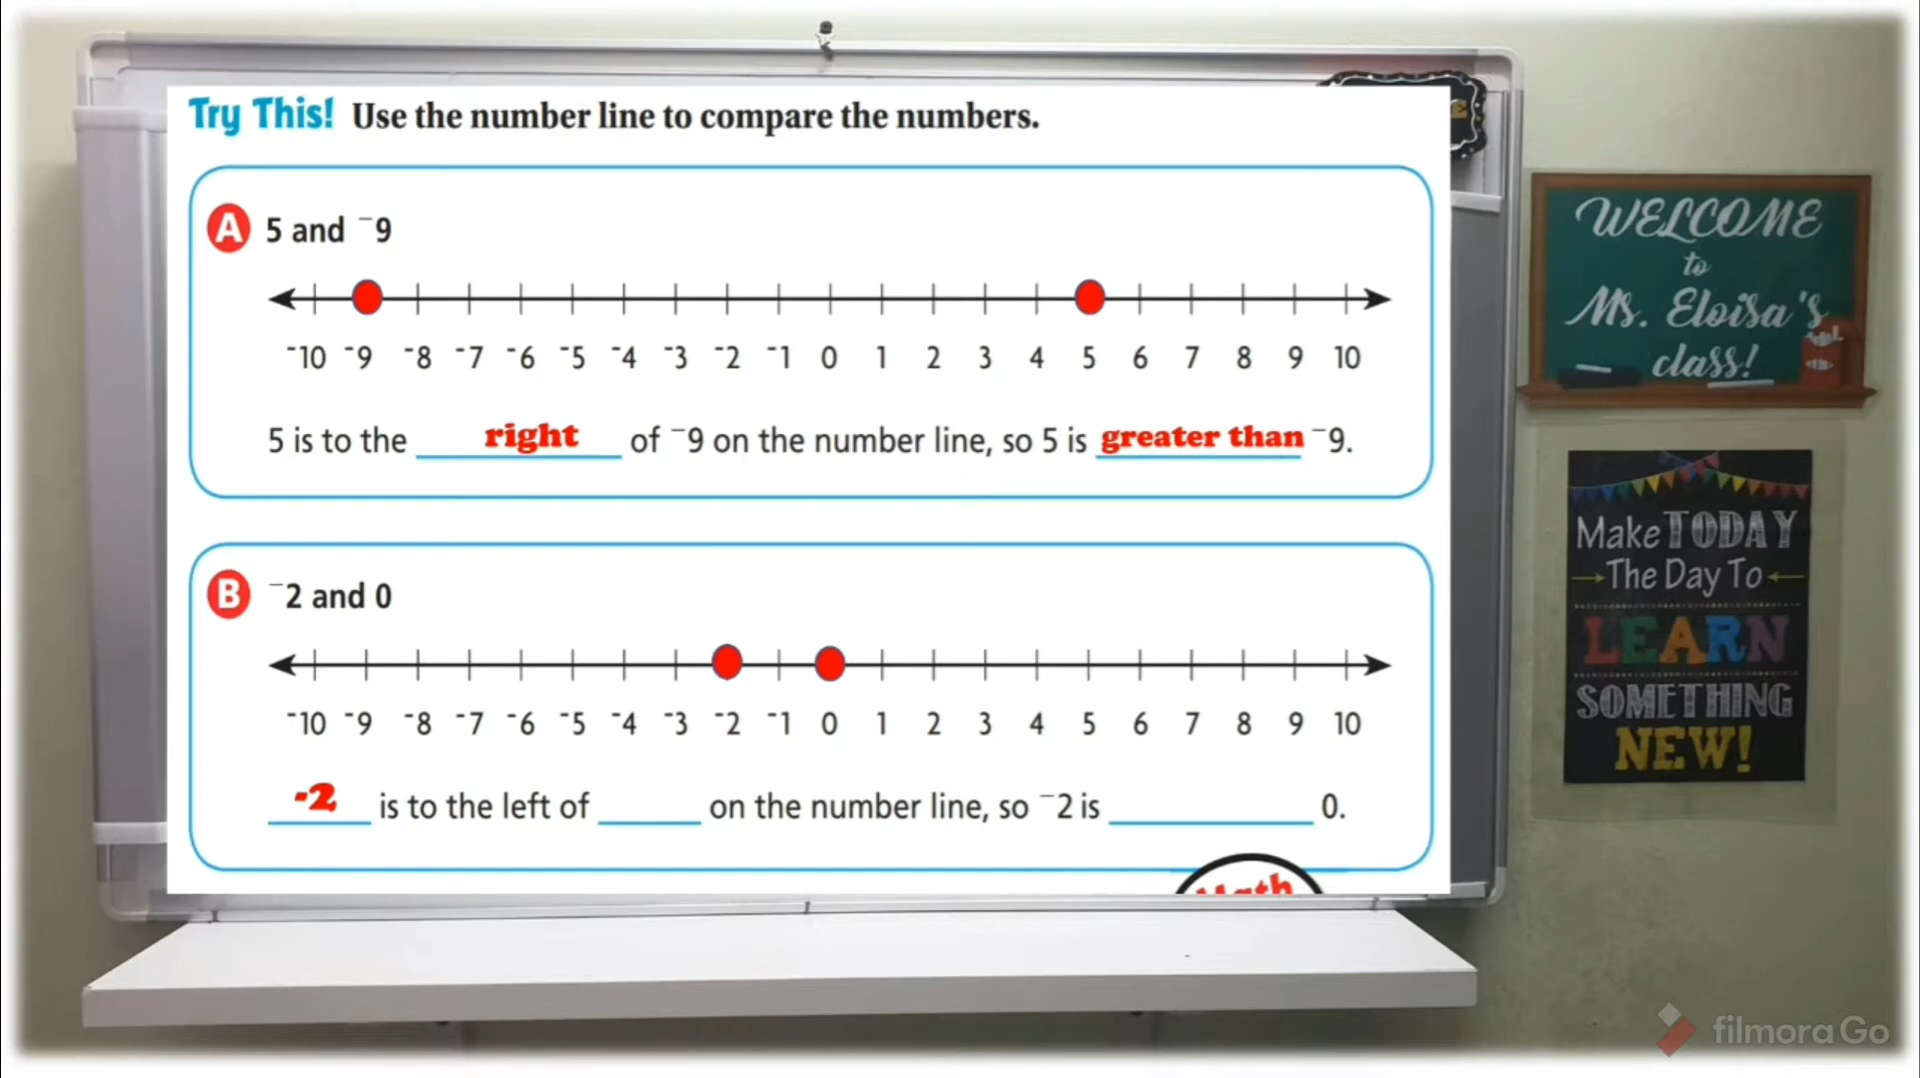 Try This! Use the number line to compare the numbers.
A 5 and ⁻9
⁻10 ⁻9 ⁻8 ⁻7 ⁻6 ⁻5 ⁻4 ⁻3 ⁻2 ⁻1 0 1 2 3 4 5 6 7 8 9 10
5 is to the right of ⁻9 on the number line, so 5 is greater than ⁻9.
B ⁻2 and 0
⁻10 ⁻9 ⁻8 ⁻7 ⁻6 ⁻5 ⁻4 ⁻3 ⁻2 ⁻1 0 1 2 3 4 5 6 7 8 9 10
-2 is to the left of ____ on the number line, so ⁻2 is ________ 0.
Math
WELCOME
to
Ms. Eloisa's
class!
Make TODAY
The Day To
LEARN
SOMETHING
NEW!
filmora Go